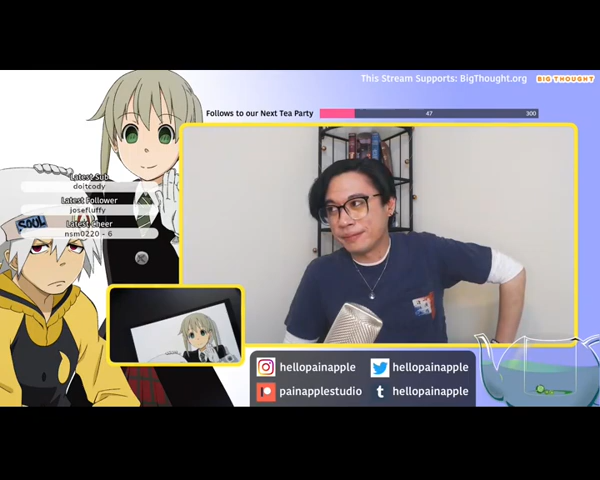 This Stream Supports: BigThought.org
BIG THOUGHT
Follows to our Next Tea Party
47
300
Latest Sub
doitcody
Latest Follower
josefluffy
Latest Cheer
nsm0220 - 6
SOUL
hellopainapple
hellopainapple
painapplestudio
hellopainapple